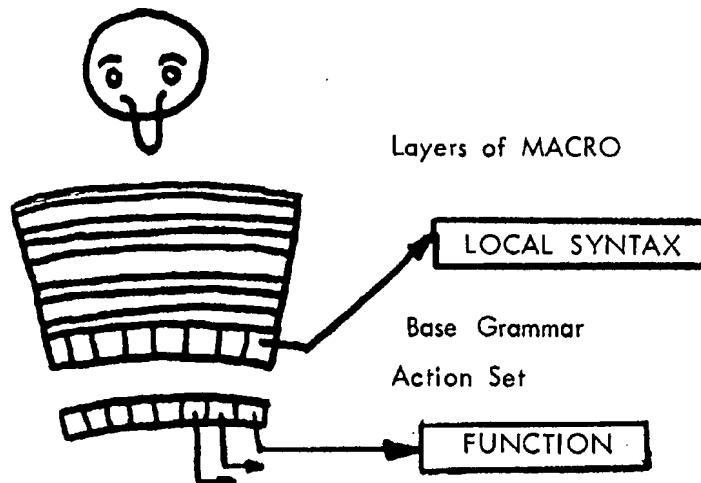 Layers of MACRO
LOCAL SYNTAX
Base Grammar
Action Set
FUNCTION